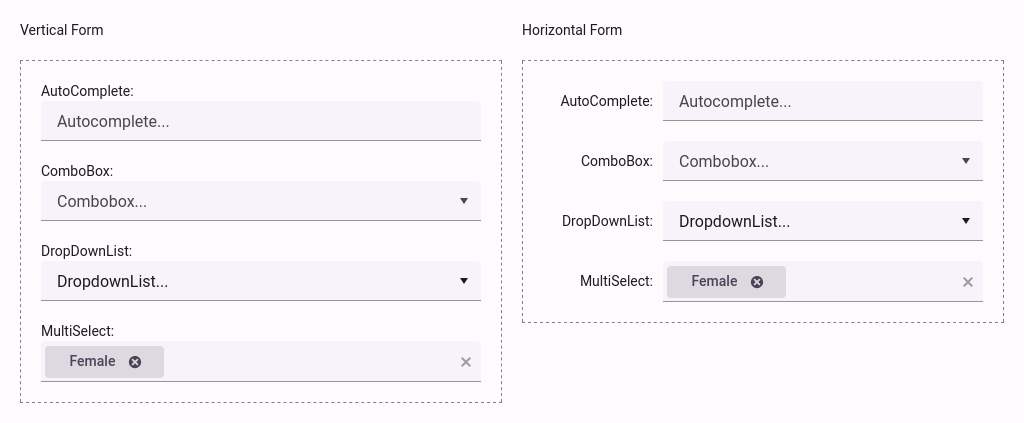 Vertical Form
AutoComplete:
Autocomplete...
ComboBox:
Combobox...
DropDownList:
DropdownList...
MultiSelect:
Female
Horizontal Form
AutoComplete: Autocomplete...
ComboBox: Combobox...
DropDownList: DropdownList...
MultiSelect: Female